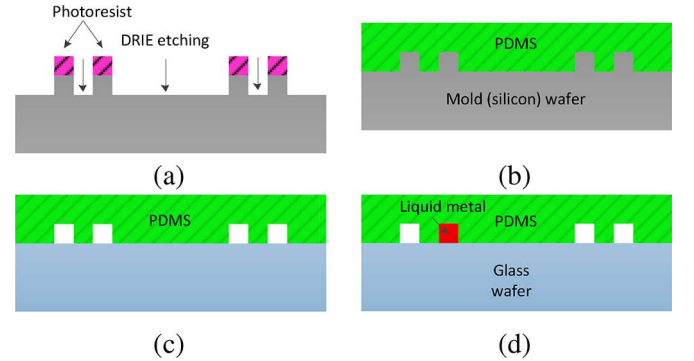 Photoresist
DRIE etching
(a)
PDMS
Mold (silicon) wafer
(b)
PDMS
(c)
Liquid metal
PDMS
Glass
wafer
(d)